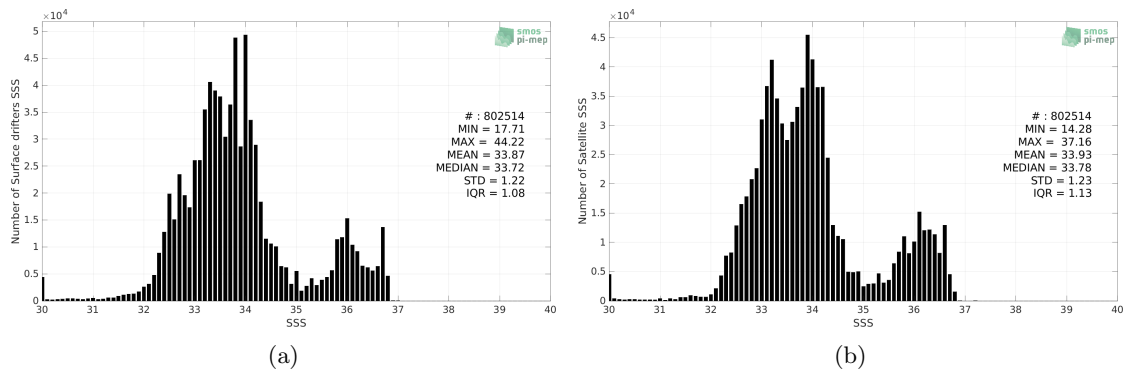 ×10⁴
5
4.5
4
3.5
3
2.5
2
1.5
1
0.5
0
Number of Surface drifters SSS
30 31 32 33 34 35 36 37 38 39 40
SSS
smos
pi-mep
# : 802514
MIN = 17.71
MAX = 44.22
MEAN = 33.87
MEDIAN = 33.72
STD = 1.22
IQR = 1.08
(a)
×10⁴
4.5
4
3.5
3
2.5
2
1.5
1
0.5
0
Number of Satellite SSS
30 31 32 33 34 35 36 37 38 39 40
SSS
smos
pi-mep
# : 802514
MIN = 14.28
MAX = 37.16
MEAN = 33.93
MEDIAN = 33.78
STD = 1.23
IQR = 1.13
(b)